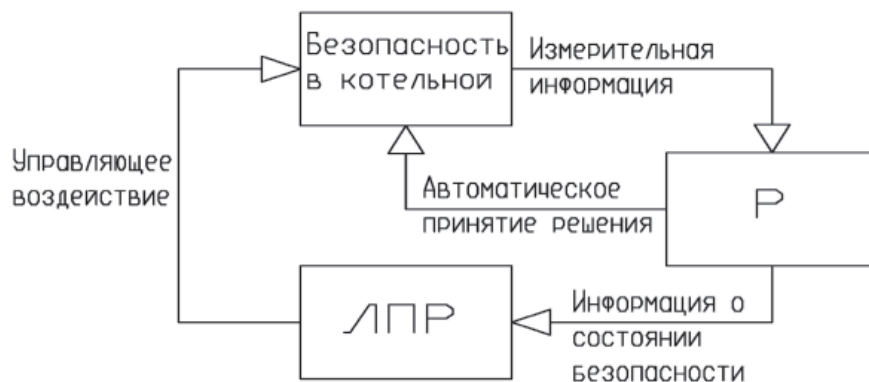 Безопасность
в котельной
Измерительная
информация
Управляющее
воздействие
Автоматическое
принятие решения
Р
ЛПР
Информация о
состоянии
безопасности